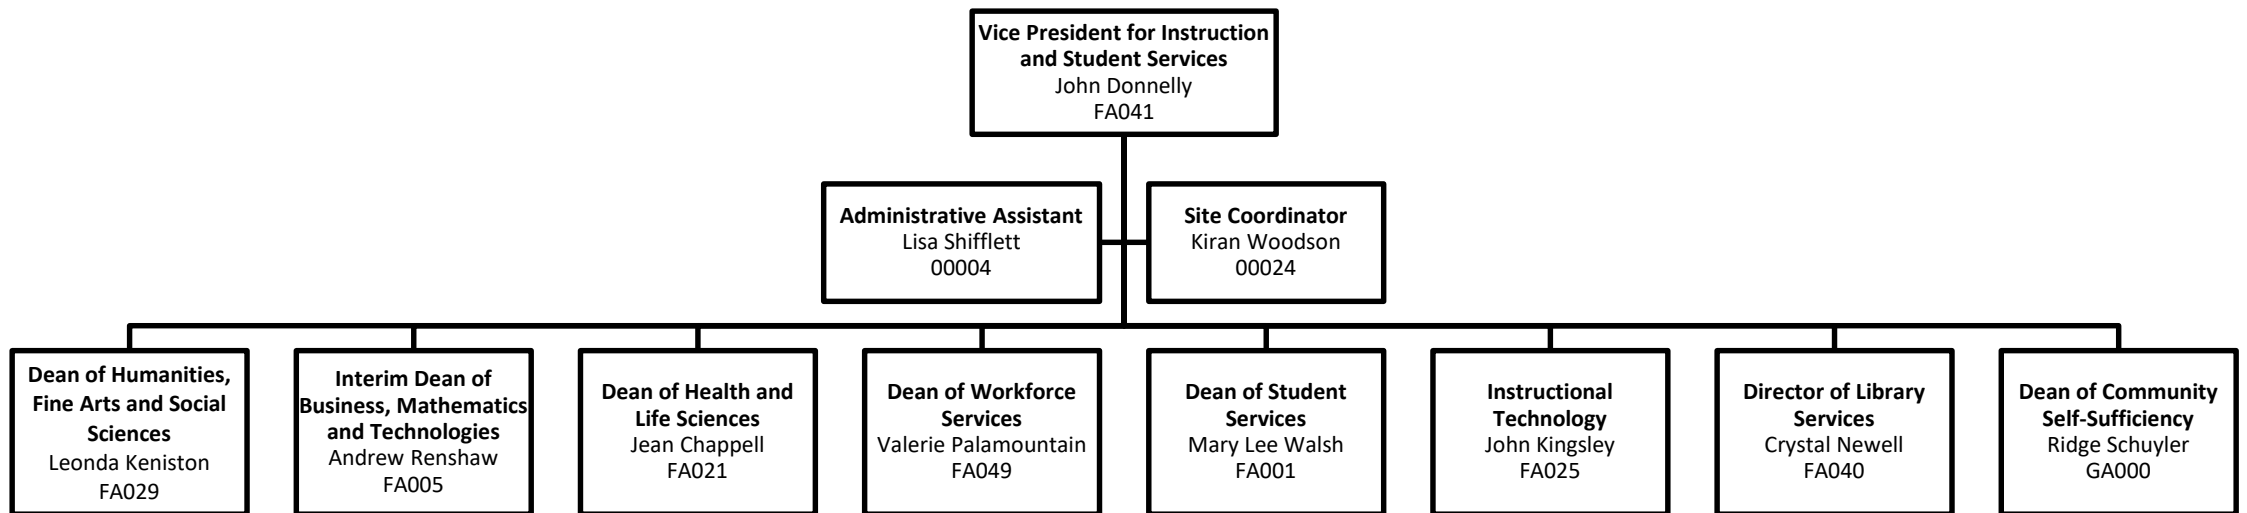 Vice President for Instruction
and Student Services
John Donnelly
FA041
Administrative Assistant
Lisa Shifflett
00004
Site Coordinator
Kiran Woodson
00024
Dean of Humanities,
Fine Arts and Social
Sciences
Leonda Keniston
FA029
Interim Dean of
Business, Mathematics
and Technologies
Andrew Renshaw
FA005
Dean of Health and
Life Sciences
Jean Chappell
FA021
Dean of Workforce
Services
Valerie Palamountain
FA049
Dean of Student
Services
Mary Lee Walsh
FA001
Instructional
Technology
John Kingsley
FA025
Director of Library
Services
Crystal Newell
FA040
Dean of Community
Self-Sufficiency
Ridge Schuyler
GA000